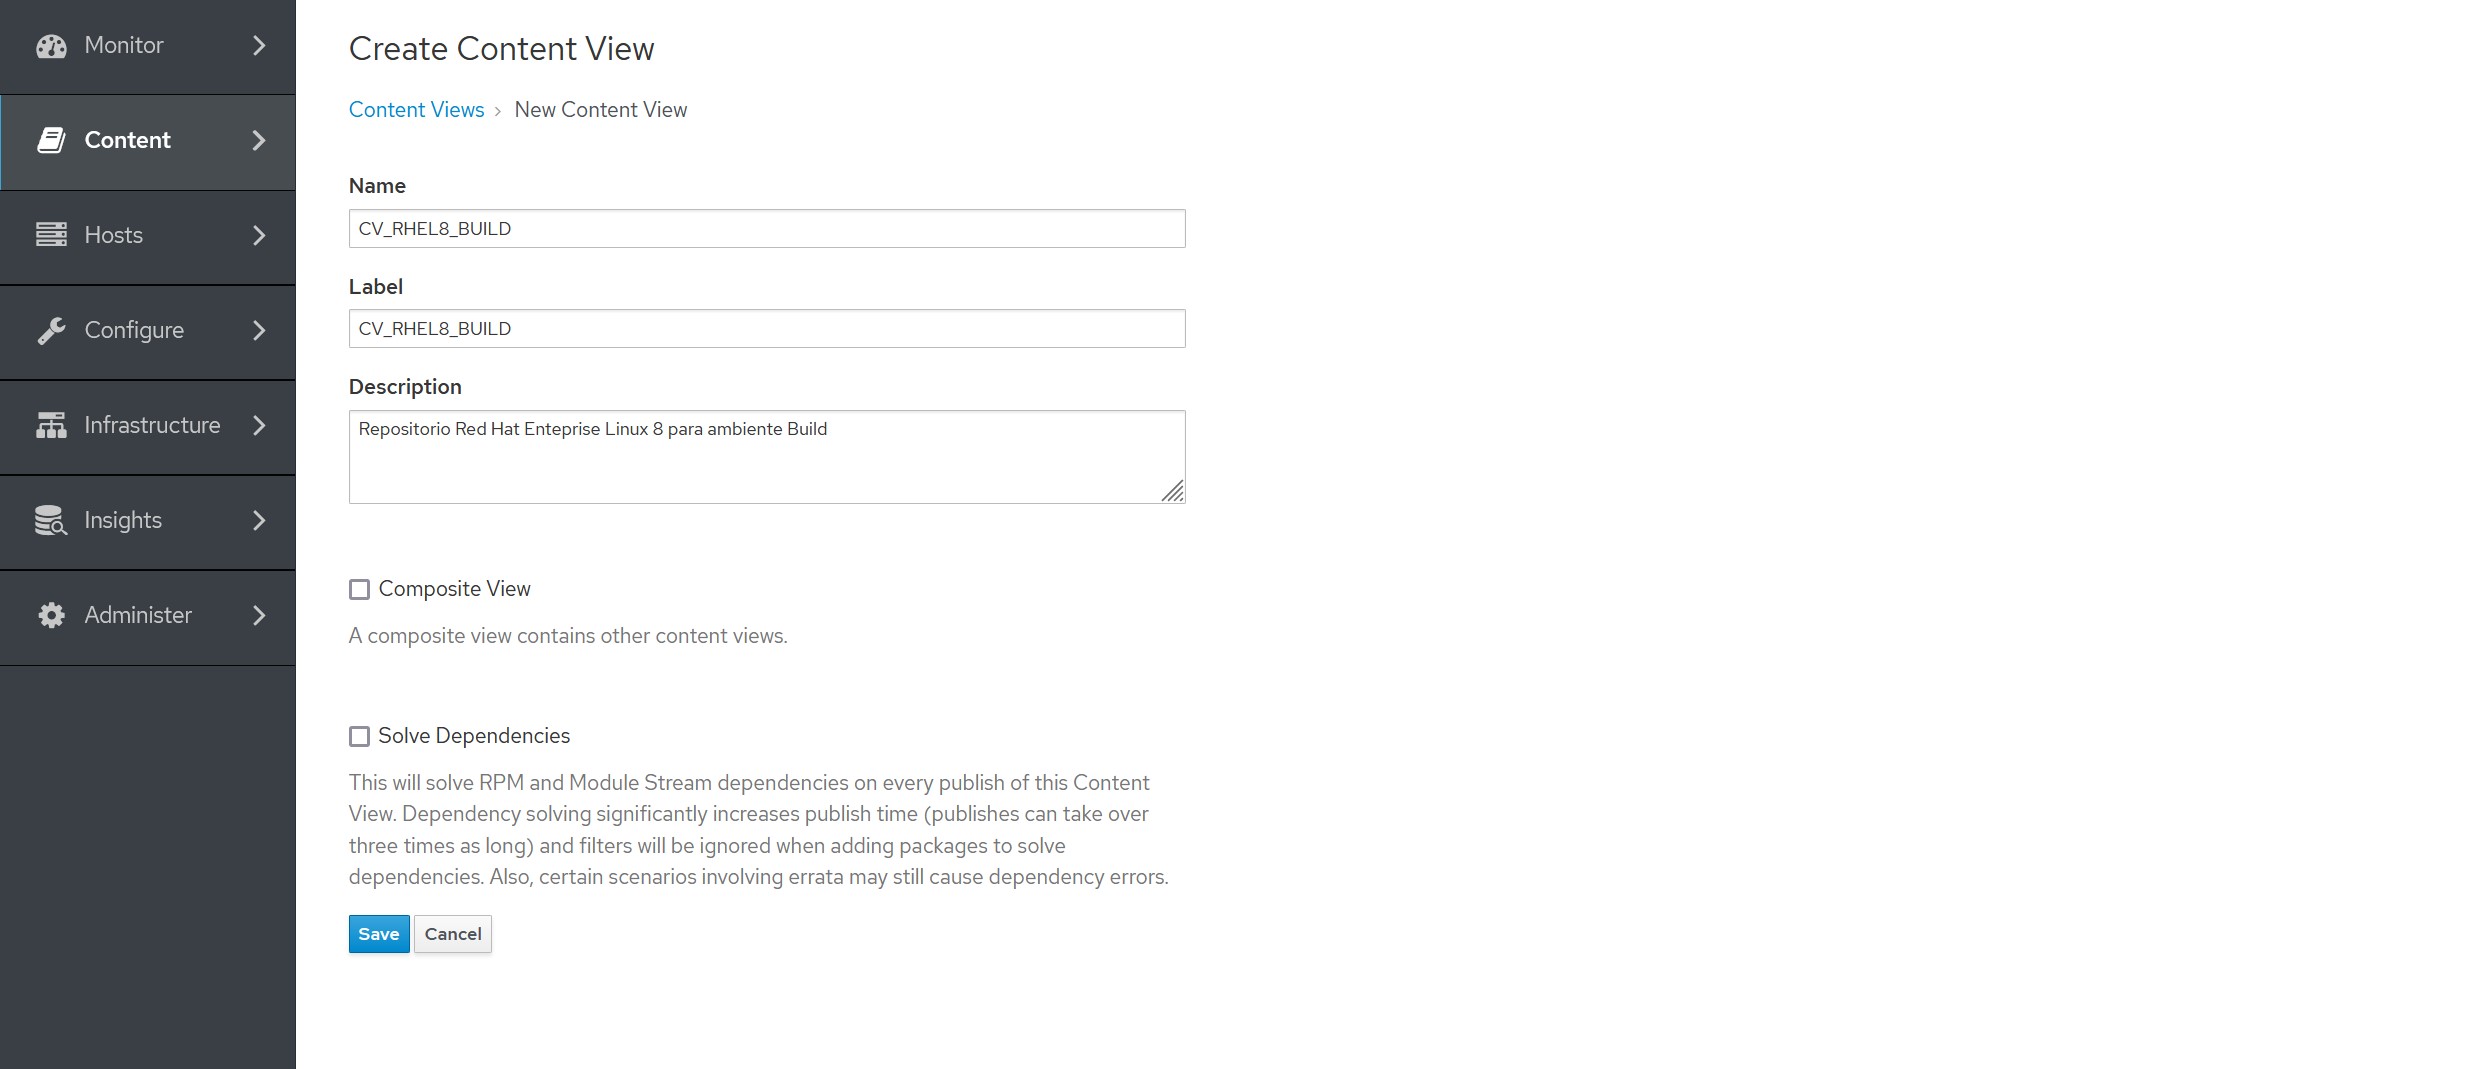 Monitor
Content
Hosts
Configure
Infrastructure
Insights
Administer
Create Content View
Content Views › New Content View
Name
CV_RHEL8_BUILD
Label
CV_RHEL8_BUILD
Description
Repositorio Red Hat Enteprise Linux 8 para ambiente Build
Composite View
A composite view contains other content views.
Solve Dependencies
This will solve RPM and Module Stream dependencies on every publish of this Content
View. Dependency solving significantly increases publish time (publishes can take over
three times as long) and filters will be ignored when adding packages to solve
dependencies. Also, certain scenarios involving errata may still cause dependency errors.
Save Cancel